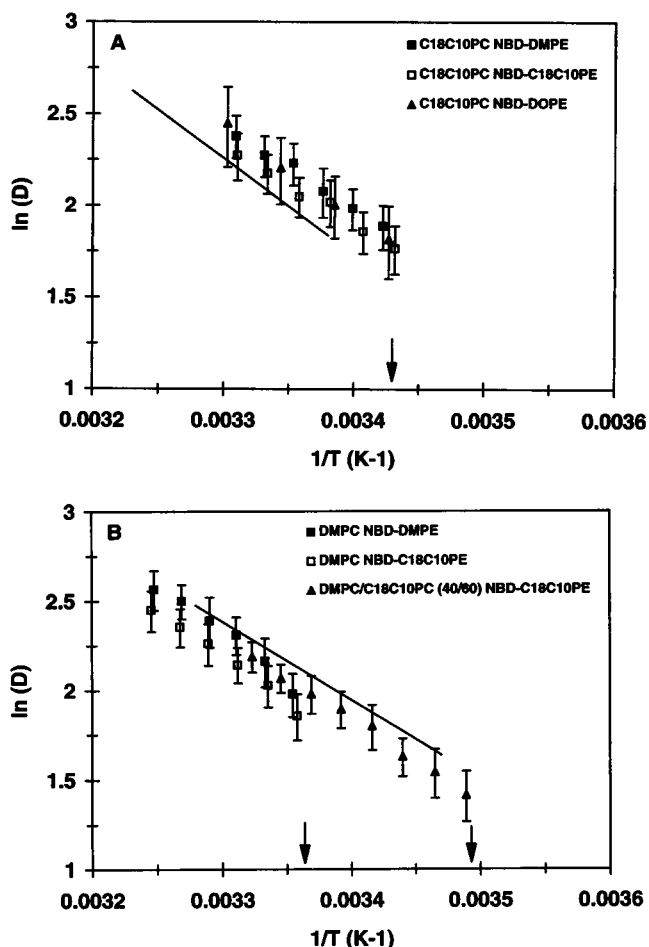 A
C18C10PC NBD-DMPE
C18C10PC NBD-C18C10PE
C18C10PC NBD-DOPE
3
2.5
2
1.5
1
ln (D)
0.0032
0.0033
0.0034
0.0035
0.0036
1/T (K-1)
B
DMPC NBD-DMPE
DMPC NBD-C18C10PE
DMPC/C18C10PC (40/60) NBD-C18C10PE
3
2.5
2
1.5
1
ln (D)
0.0032
0.0033
0.0034
0.0035
0.0036
1/T (K-1)